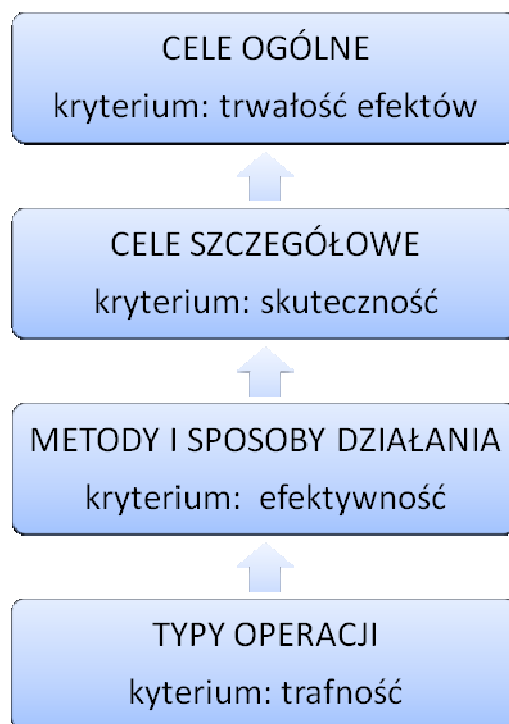 CELE OGÓLNE
kryterium: trwałość efektów
CELE SZCZEGÓŁOWE
kryterium: skuteczność
METODY I SPOSOBY DZIAŁANIA
kryterium: efektywność
TYPY OPERACJI
kyterium: trafność